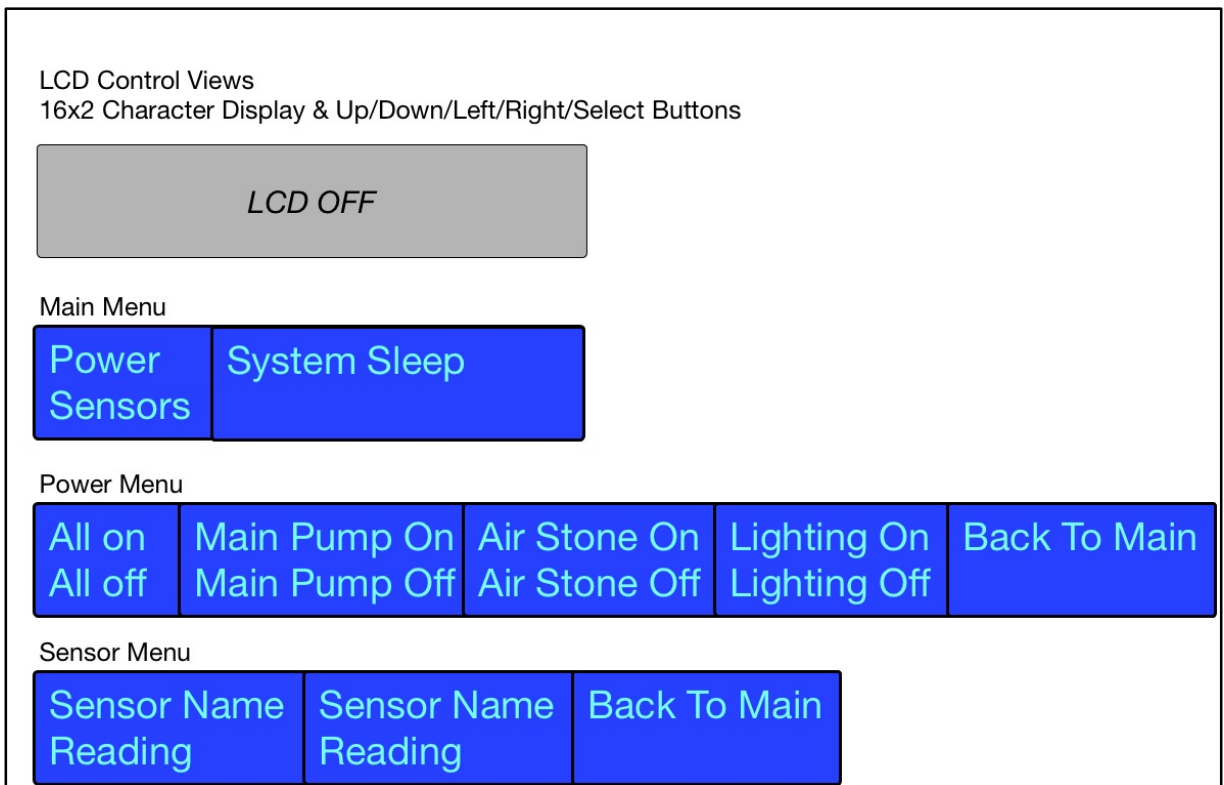 LCD Control Views
16x2 Character Display & Up/Down/Left/Right/Select Buttons
LCD OFF
Main Menu
Power
Sensors
System Sleep
Power Menu
All on
All off
Main Pump On
Main Pump Off
Air Stone On
Air Stone Off
Lighting On
Lighting Off
Back To Main
Sensor Menu
Sensor Name
Reading
Sensor Name
Reading
Back To Main